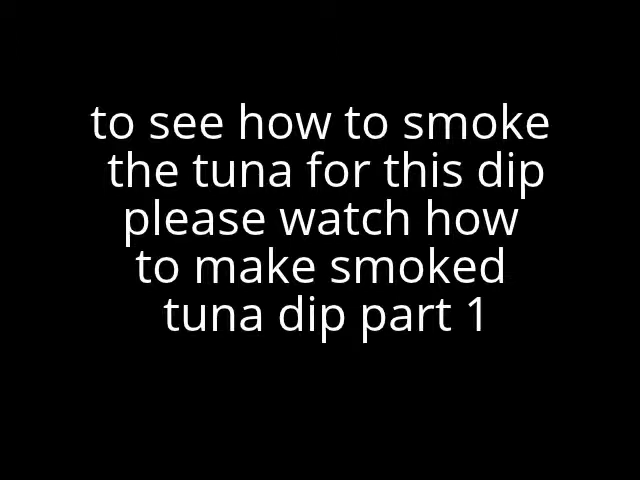 to see how to smoke
the tuna for this dip
please watch how
to make smoked
tuna dip part 1